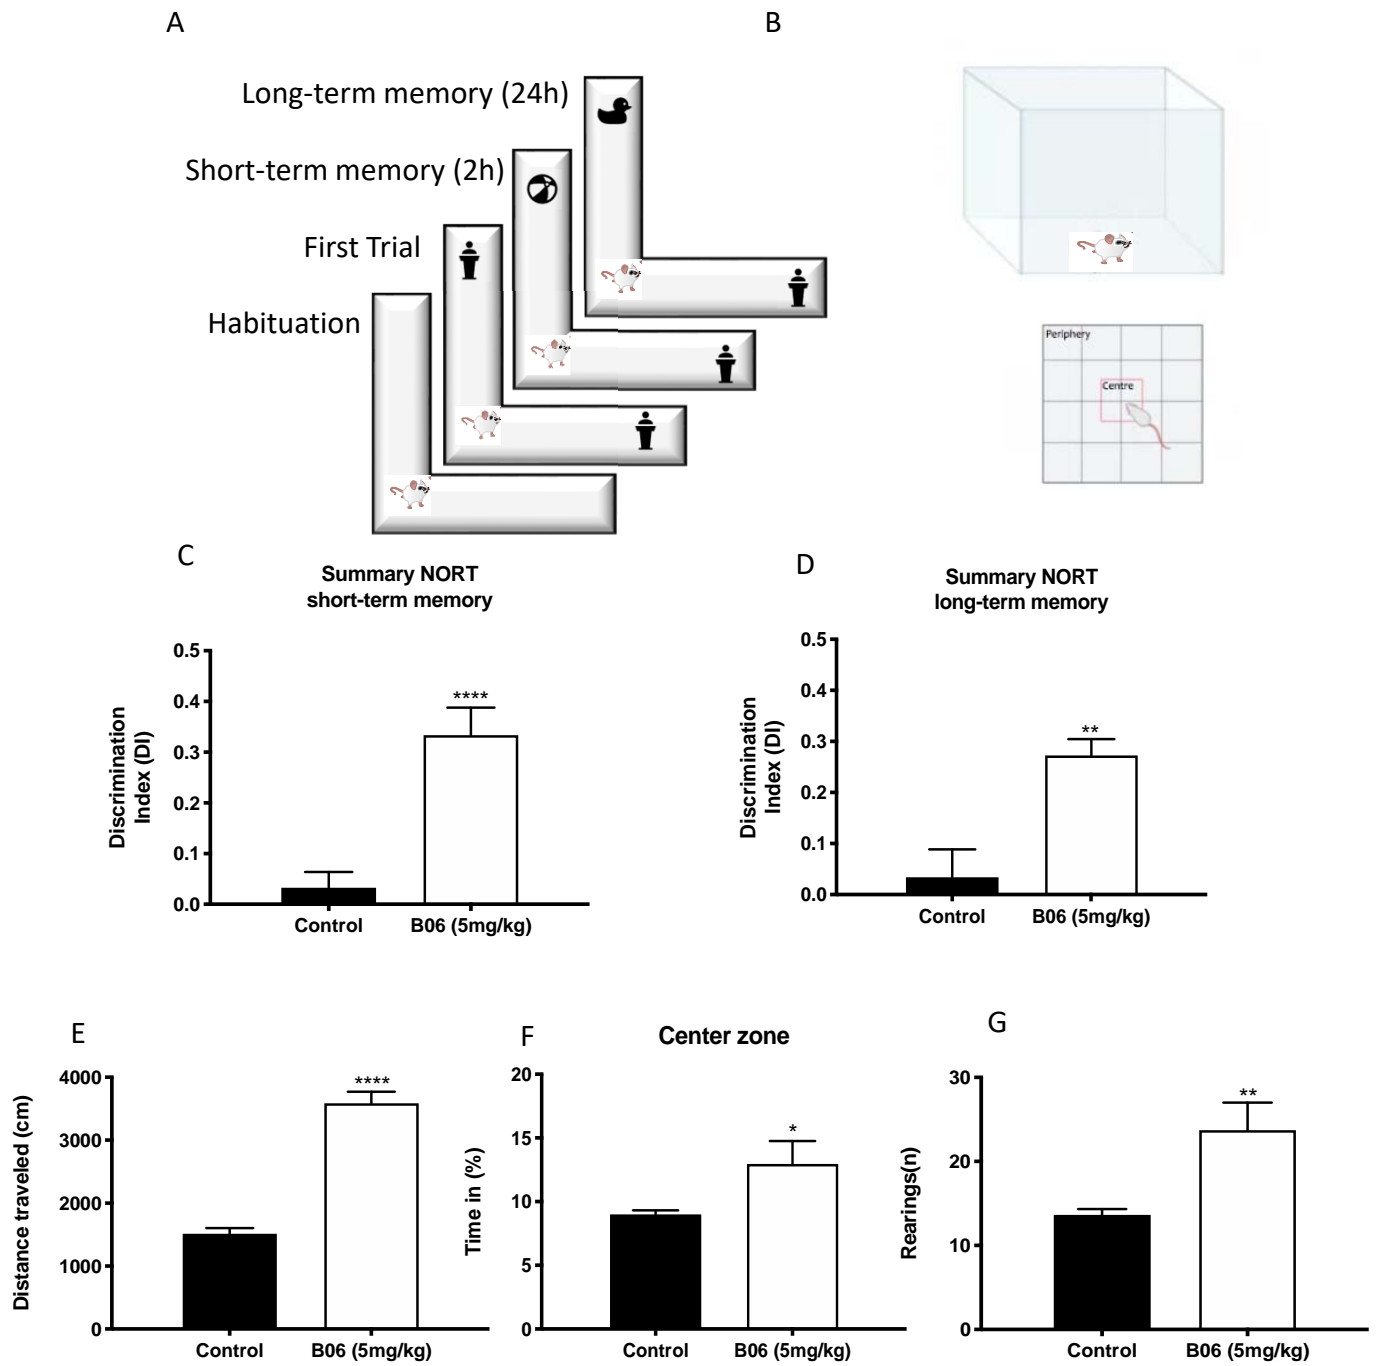 A
B
Long-term memory (24h)
Short-term memory (2h)
First Trial
Habituation
Periphery
Centre
C
Summary NORT
short-term memory
Discrimination
Index (DI)
0.5
0.4
0.3
0.2
0.1
0.0
****
Control
B06 (5mg/kg)
D
Summary NORT
long-term memory
Discrimination
Index (DI)
0.5
0.4
0.3
0.2
0.1
0.0
**
Control
B06 (5mg/kg)
E
Distance traveled (cm)
4000
3000
2000
1000
0
****
Control
B06 (5mg/kg)
F
Center zone
Time in (%)
20
15
10
5
0
*
Control
B06 (5mg/kg)
G
Rearings(n)
30
20
10
0
**
Control
B06 (5mg/kg)